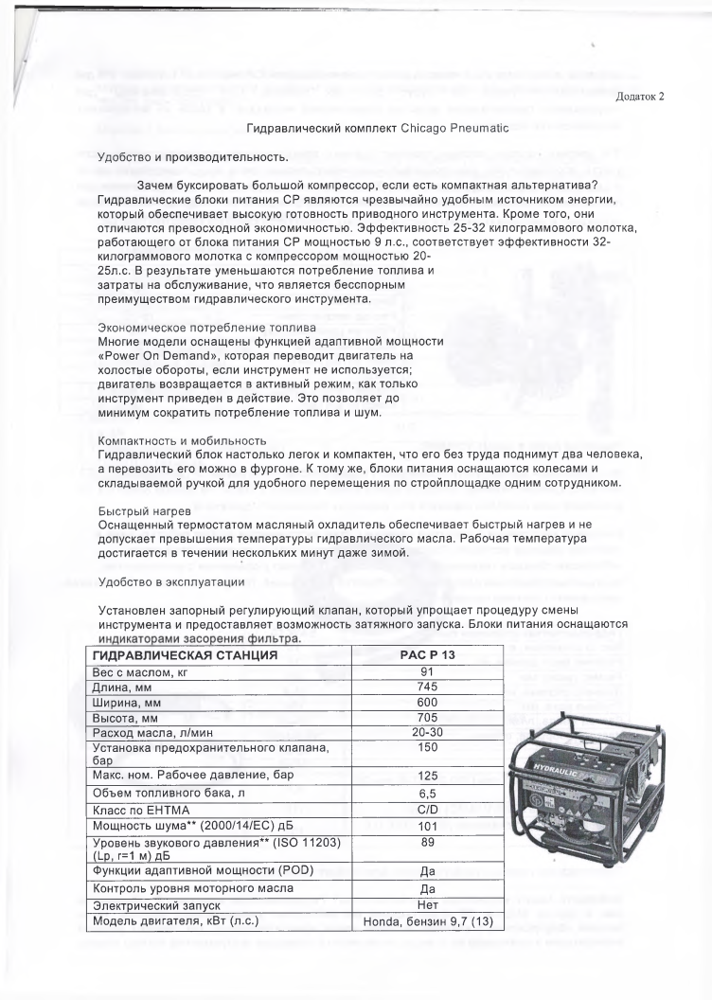 Додаток 2
Гидравлический комплект Chicago Pneumatic
Удобство и производительность.
Зачем буксировать большой компрессор, если есть компактная альтернатива?
Гидравлические блоки питания СР являются чрезвычайно удобным источником энергии,
который обеспечивает высокую готовность приводного инструмента. Кроме того, они
отличаются превосходной экономичностью. Эффективность 25-32 килограммового молотка,
работающего от блока питания СР мощностью 9 л.с., соответствует эффективности 32-
килограммового молотка с компрессором мощностью 20-
25л.с. В результате уменьшаются потребление топлива и
затраты на обслуживание, что является бесспорным
преимуществом гидравлического инструмента.
Экономическое потребление топлива
Многие модели оснащены функцией адаптивной мощности
«Power On Demand», которая переводит двигатель на
холостые обороты, если инструмент не используется;
двигатель возвращается в активный режим, как только
инструмент приведен в действие. Это позволяет до
минимум сократить потребление топлива и шум.
Компактность и мобильность
Гидравлический блок настолько легок и компактен, что его без труда поднимут два человека,
а перевозить его можно в фургоне. К тому же, блоки питания оснащаются колесами и
складываемой ручкой для удобного перемещения по стройплощадке одним сотрудником.
Быстрый нагрев
Оснащенный термостатом масляный охладитель обеспечивает быстрый нагрев и не
допускает превышения температуры гидравлического масла. Рабочая температура
достигается в течении нескольких минут даже зимой.
Удобство в эксплуатации
Установлен запорный регулирующий клапан, который упрощает процедуру смены
инструмента и предоставляет возможность затяжного запуска. Блоки питания оснащаются
индикаторами засорения фильтра.
ГИДРАВЛИЧЕСКАЯ СТАНЦИЯ PAC P 13
Вес с маслом, кг 91
Длина, мм 745
Ширина, мм 600
Высота, мм 705
Расход масла, л/мин 20-30
Установка предохранительного клапана, 150
бар
Макс. ном. Рабочее давление, бар 125
Объем топливного бака, л 6,5
Класс по EHTMA C/D
Мощность шума** (2000/14/EC) дБ 101
Уровень звукового давления** (ISO 11203) 89
(Lp, r=1 м) дБ
Функции адаптивной мощности (POD) Да
Контроль уровня моторного масла Да
Электрический запуск Нет
Модель двигателя, кВт (л.с.) Honda, бензин 9,7 (13)
HYDRAULIC